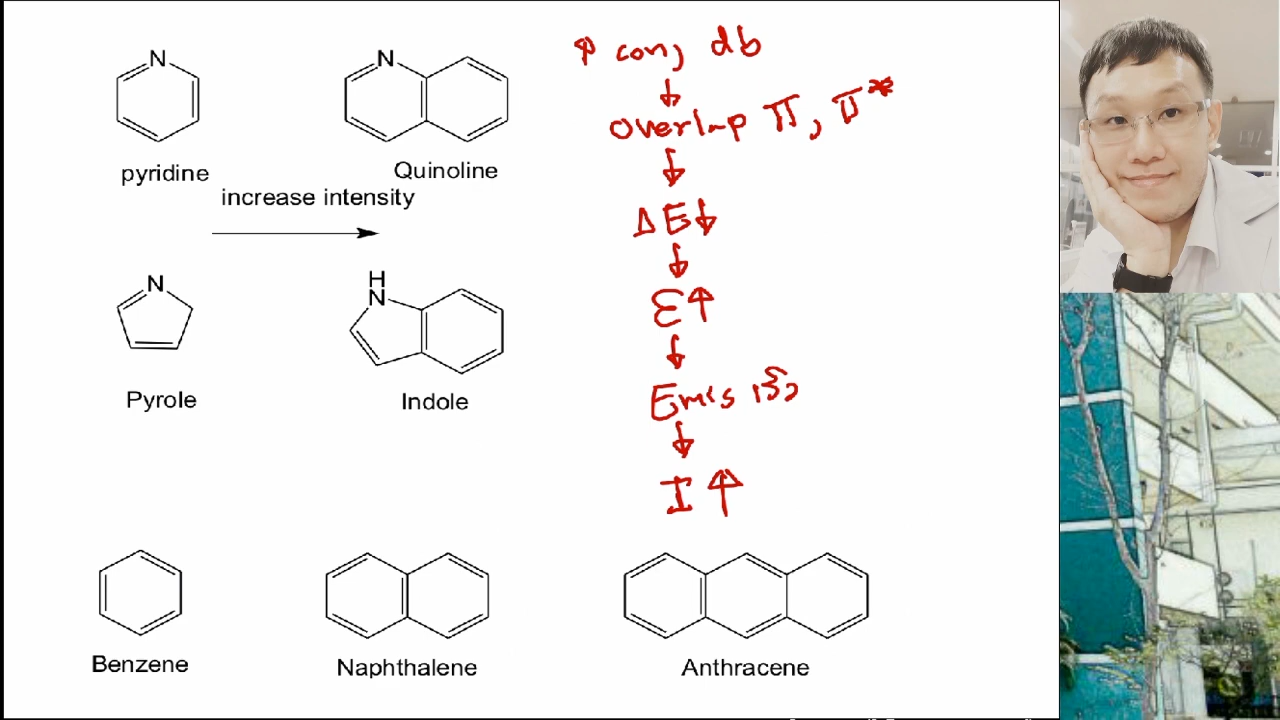 N
N
↑ conj db
pyridine
Quinoline
↓
overlap π, π*
increase intensity
↓
ΔE↓
↓
N
H
N
ε↑
↓
Pyrole
Indole
Emis
↓
I ↑
Benzene
Naphthalene
Anthracene